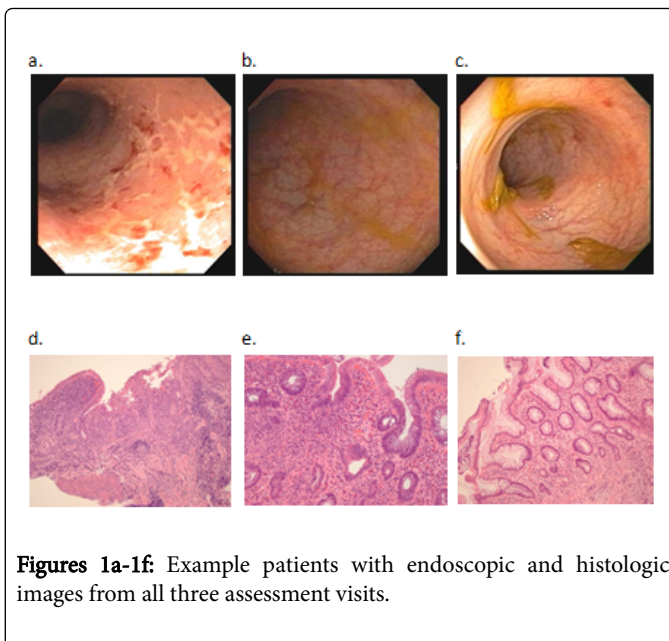 a.
b.
c.
d.
e.
f.
Figures 1a-1f: Example patients with endoscopic and histologic
images from all three assessment visits.